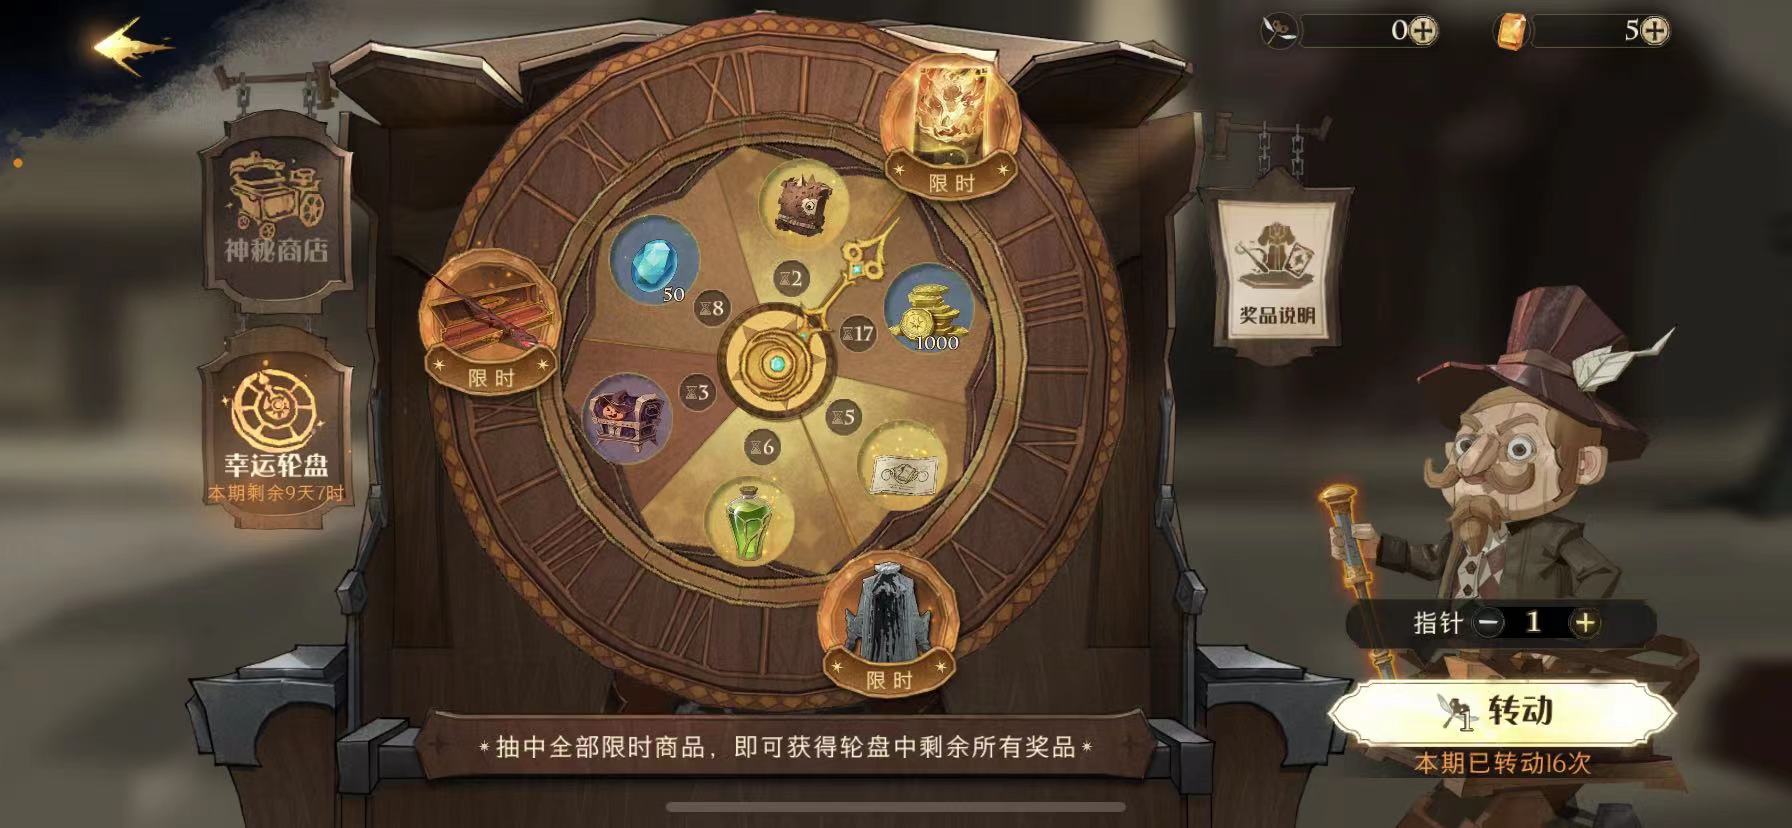 0
5
神秘商店
幸运轮盘
本期剩余9天7时
限时
限时
限时
50
8
2
17
1000
3
5
6
奖品说明
指针
1
1
转动
本期已转动16次
*抽中全部限时商品，即可获得轮盘中剩余所有奖品*